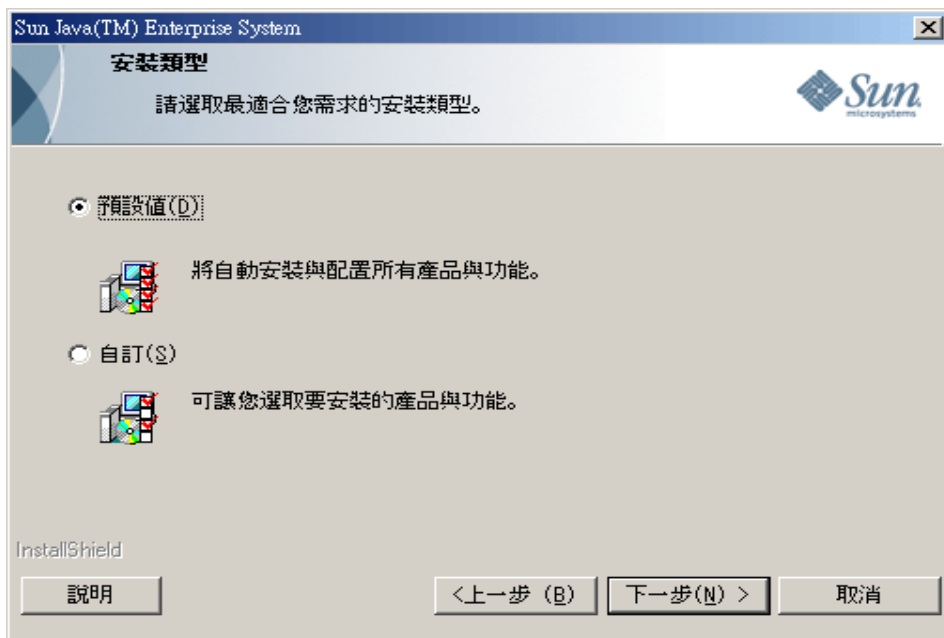 Sun Java(TM) Enterprise System
安裝類型
請選取最適合您需求的安裝類型。
Sun
microsystems
預設值(D)
將自動安裝與配置所有產品與功能。
自訂(S)
可讓您選取要安裝的產品與功能。
InstallShield
說明
<上一步 (B)
下一步(N) >
取消